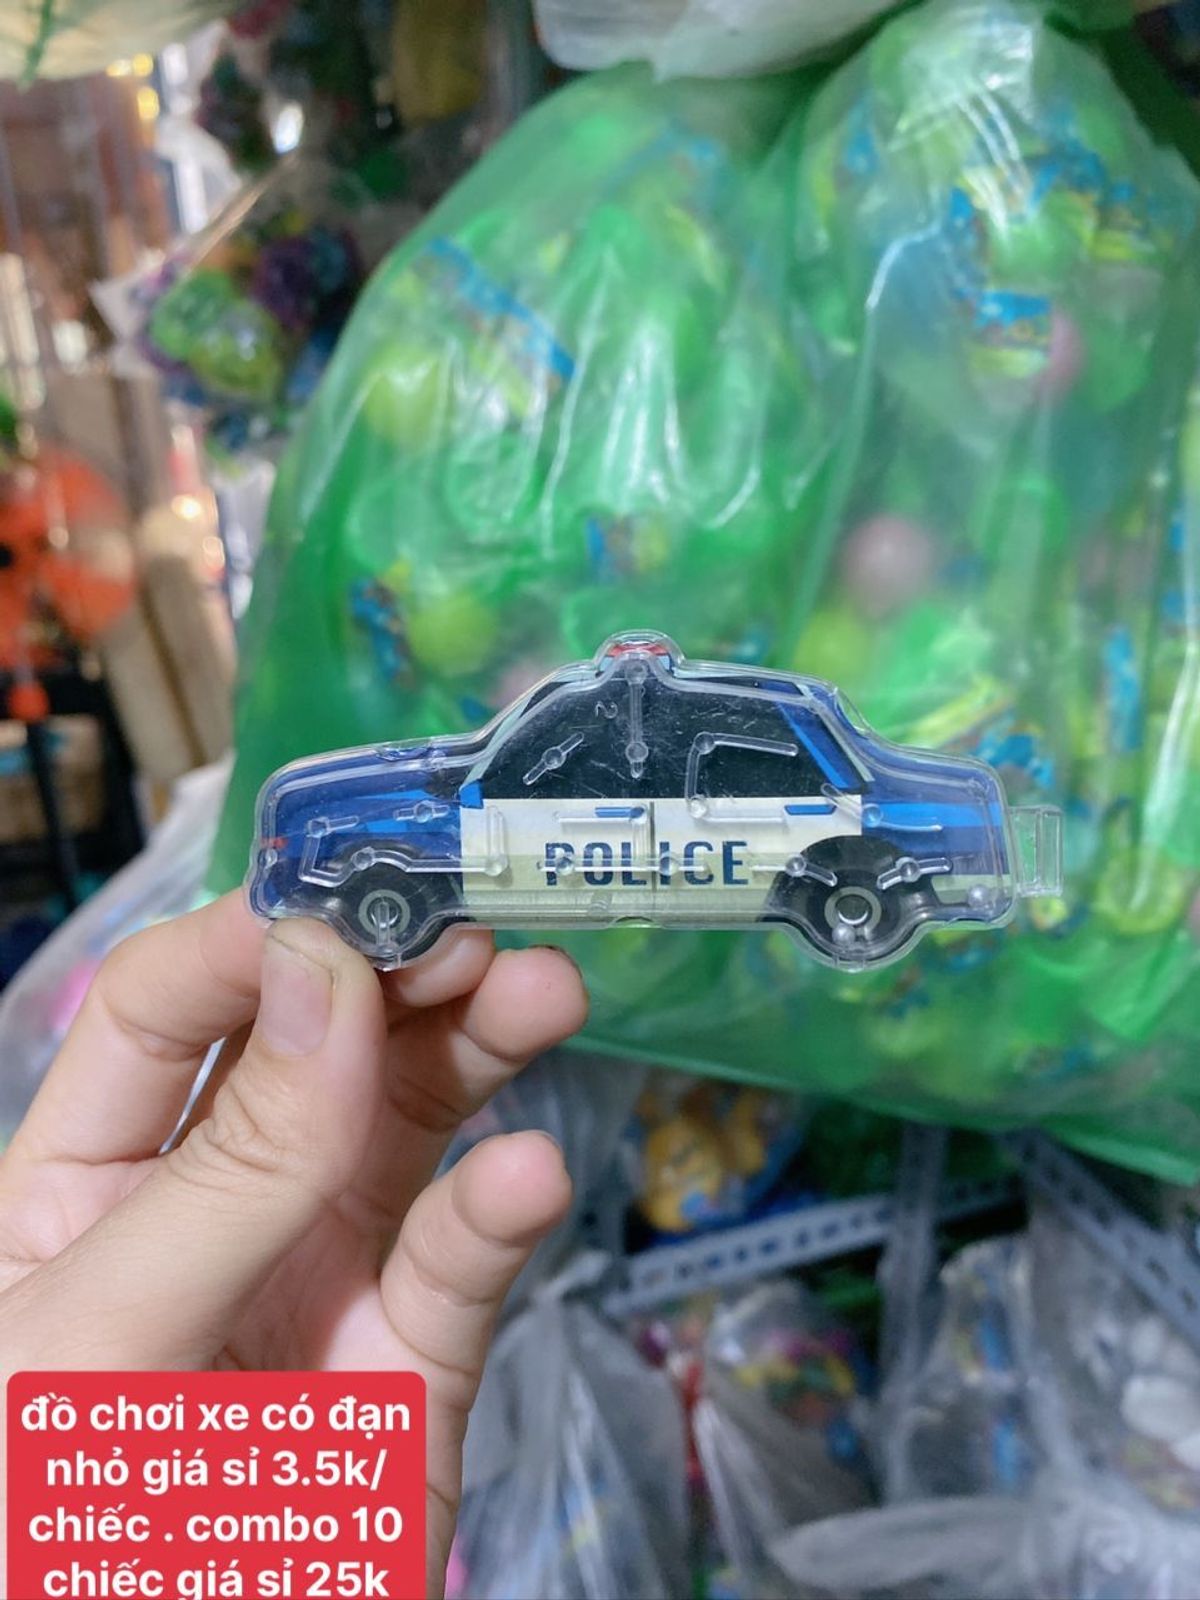 POLICE
đồ chơi xe có đạn
nhỏ giá sỉ 3.5k/
chiếc . combo 10
chiếc giá sỉ 25k